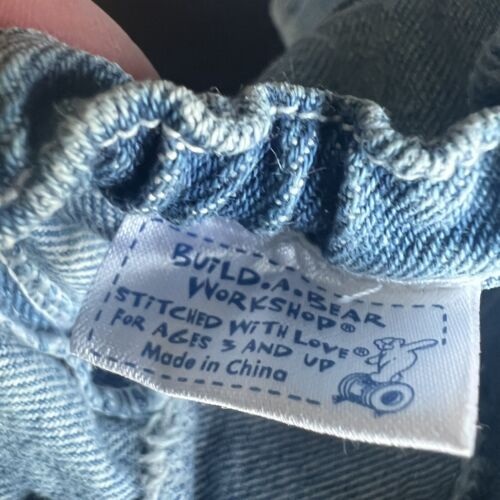 BUILD.A.BEAR
WORKSHOP®
STITCHED WITH LOVE®
FOR AGES 3 AND UP
Made in China